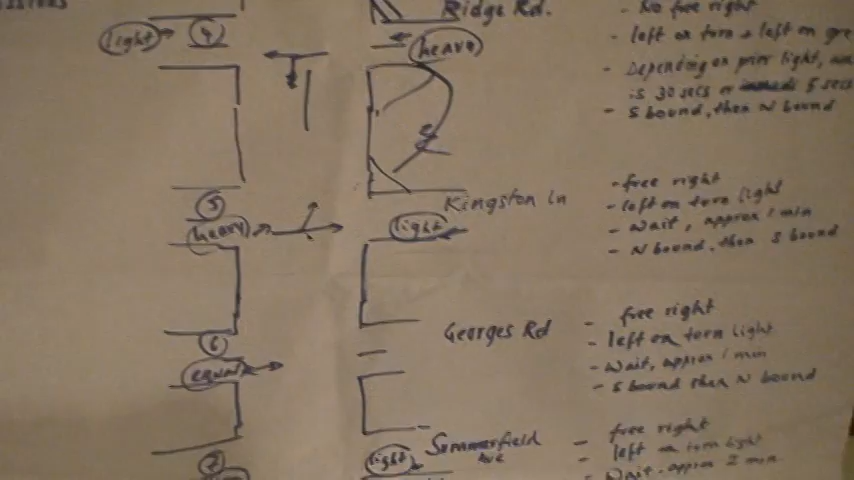 Ridge Rd.
- No free right
4
light
heavy
- left on turn & left on gre
- Depending on prior light,
is 30 secs or 5 secs
- S bound, then N bound
5
heavy
light
Kingston Ln
- free right
- left on turn light
- wait, approx 1 min
- N bound, then S bound
6
equal
Georges Rd
- free right
- left on turn light
- wait, approx 1 min
- S bound then N bound
7
light
Summerfield
Ave
- free right
- left on turn light
- wait, approx 2 min